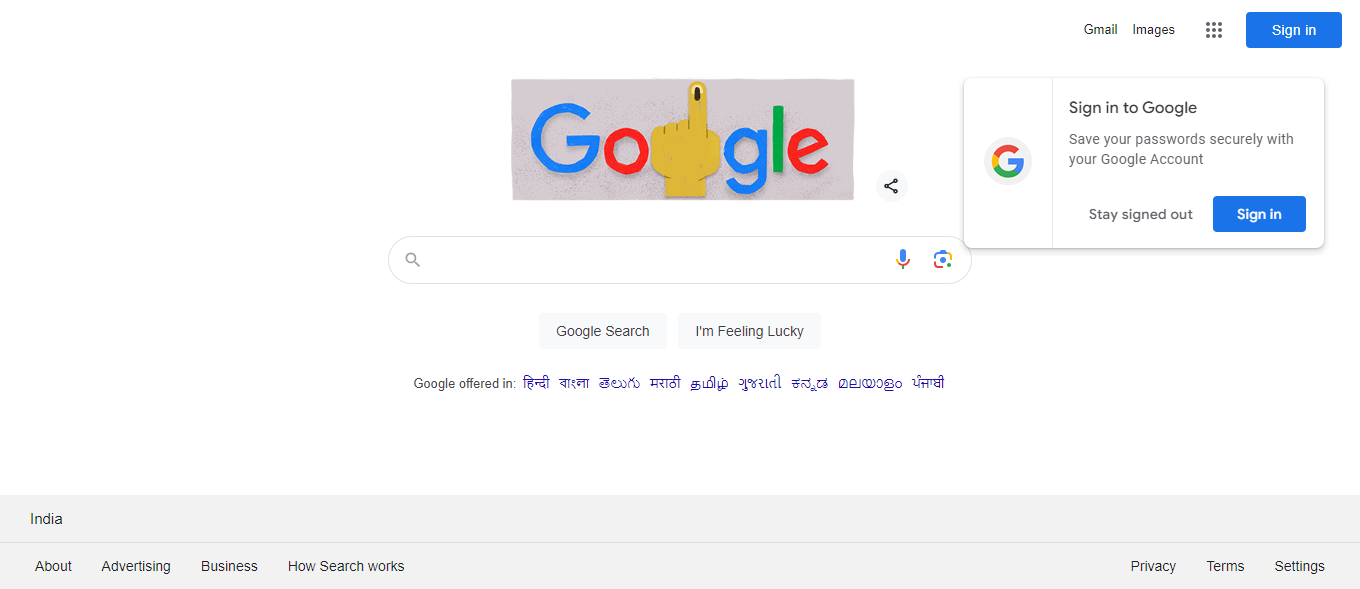 Gmail Images Sign in
Google
Sign in to Google
Save your passwords securely with
your Google Account
Stay signed out Sign in
Google Search I'm Feeling Lucky
Google offered in: हिन्दी বাংলা తెలుగు मराठी தமிழ் ગુજરાતી ಕನ್ನಡ മലയാളം ਪੰਜਾਬੀ
India
About Advertising Business How Search works Privacy Terms Settings